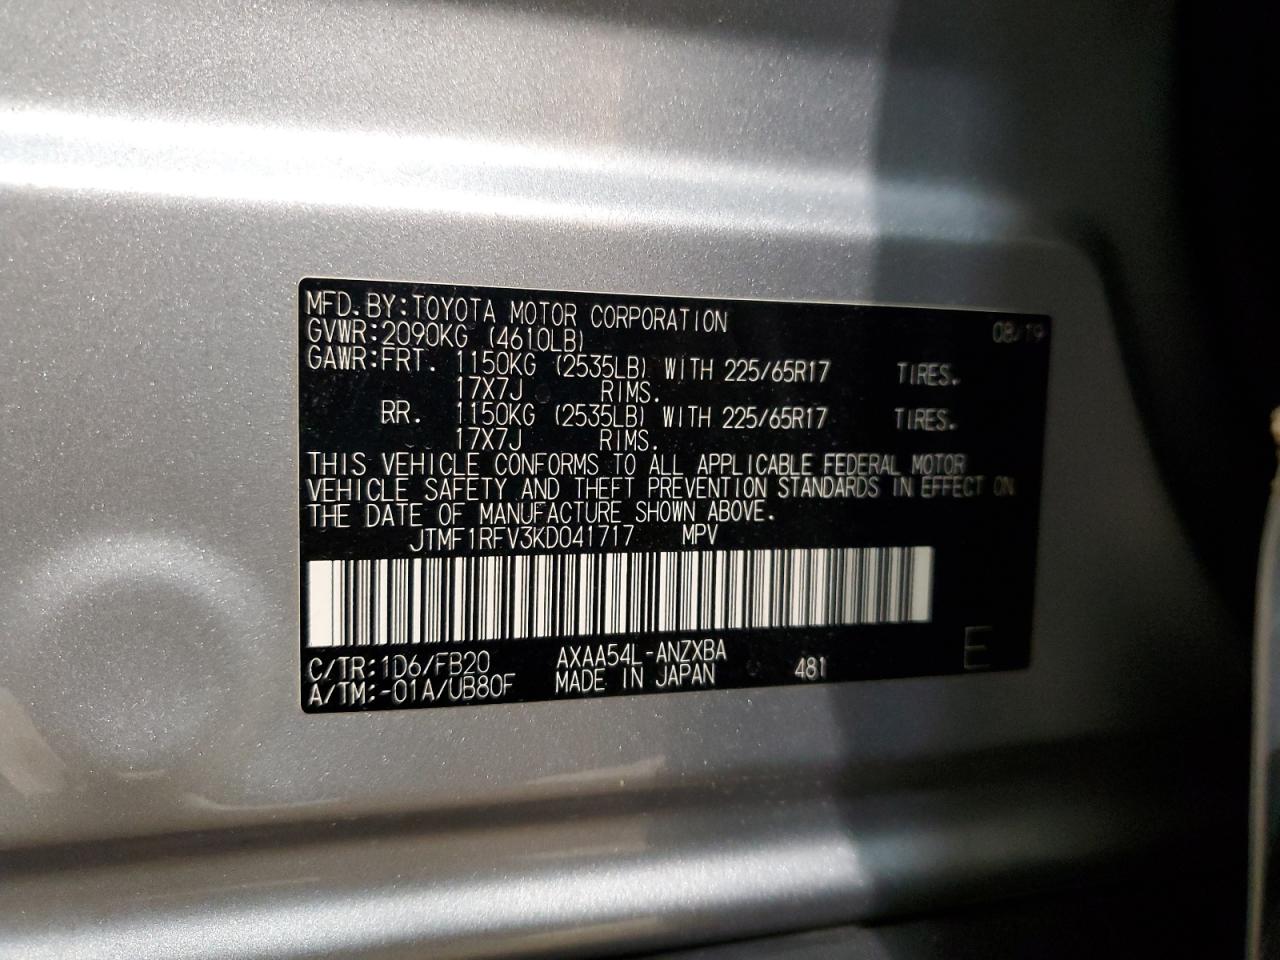 MFD. BY: TOYOTA MOTOR CORPORATION 08/19
GVWR: 2090KG (4610LB)
GAWR: FRT. 1150KG (2535LB) WITH 225/65R17 TIRES.
17X7J RIMS.
RR. 1150KG (2535LB) WITH 225/65R17 TIRES.
17X7J RIMS.
THIS VEHICLE CONFORMS TO ALL APPLICABLE FEDERAL MOTOR
VEHICLE SAFETY AND THEFT PREVENTION STANDARDS IN EFFECT ON
THE DATE OF MANUFACTURE SHOWN ABOVE.
JTMF1RFV3KD041717 MPV
C/TR: 1D6/FB20 AXAA54L-ANZXBA
A/TM: -01A/UB80F MADE IN JAPAN 481 E